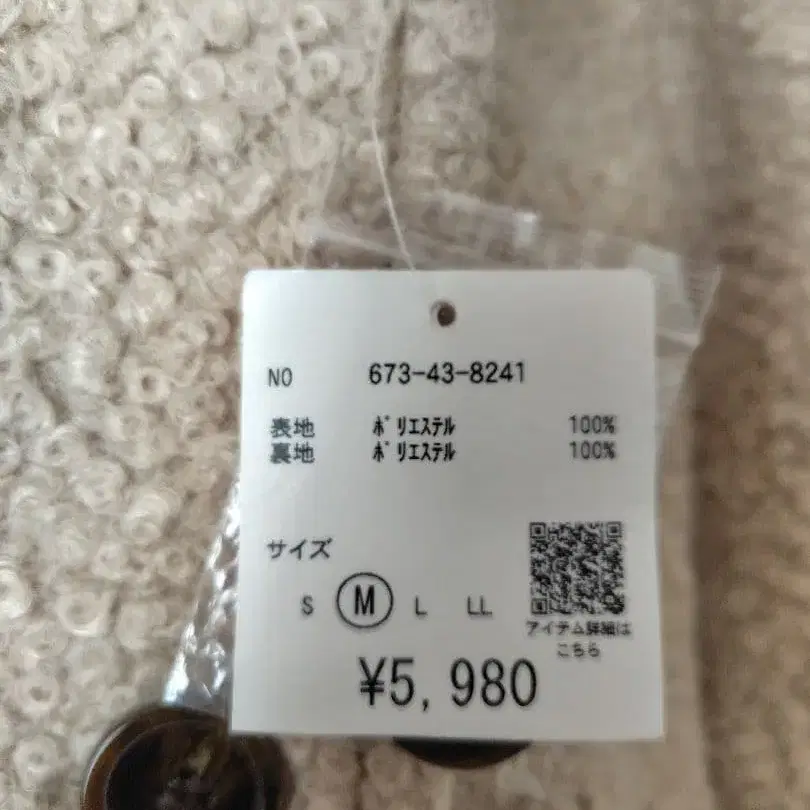 NO 673-43-8241
表地 ﾎﾟﾘｴｽﾃﾙ 100%
裏地 ﾎﾟﾘｴｽﾃﾙ 100%
サイズ
S M L LL
アイテム詳細は
こちら
¥5,980